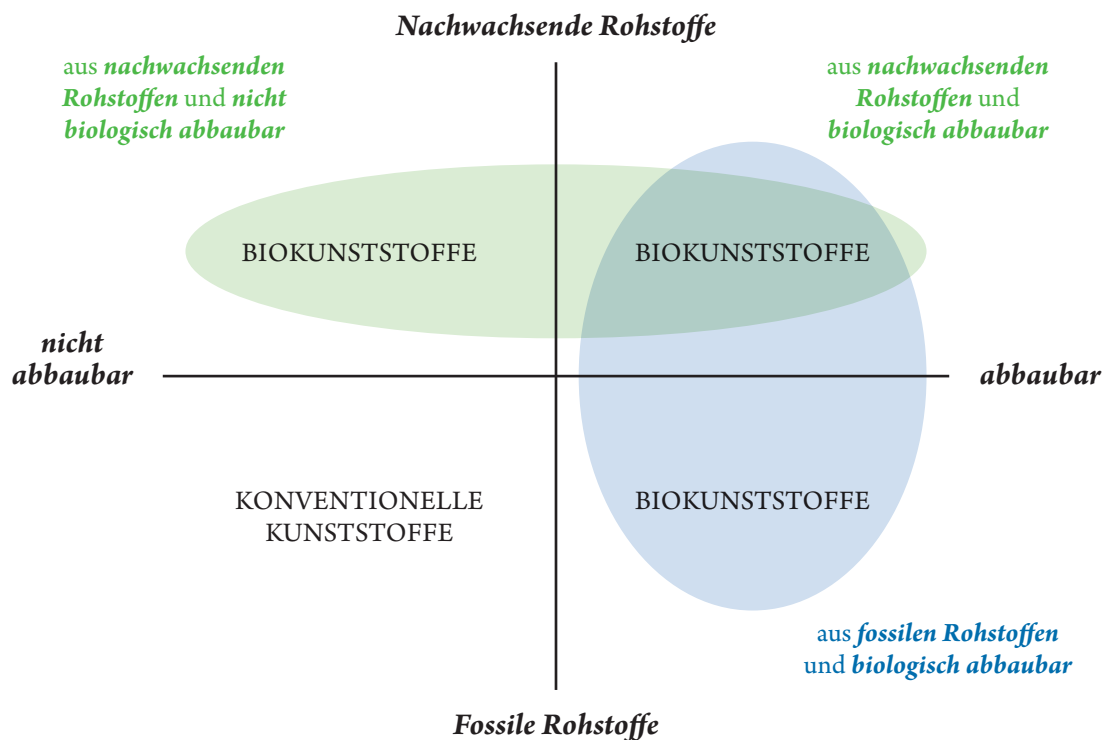 Nachwachsende Rohstoffe
aus nachwachsenden
Rohstoffen und nicht
biologisch abbaubar
aus nachwachsenden
Rohstoffen und
biologisch abbaubar
BIOKUNSTSTOFFE
BIOKUNSTSTOFFE
nicht
abbaubar
abbaubar
KONVENTIONELLE
KUNSTSTOFFE
BIOKUNSTSTOFFE
aus fossilen Rohstoffen
und biologisch abbaubar
Fossile Rohstoffe